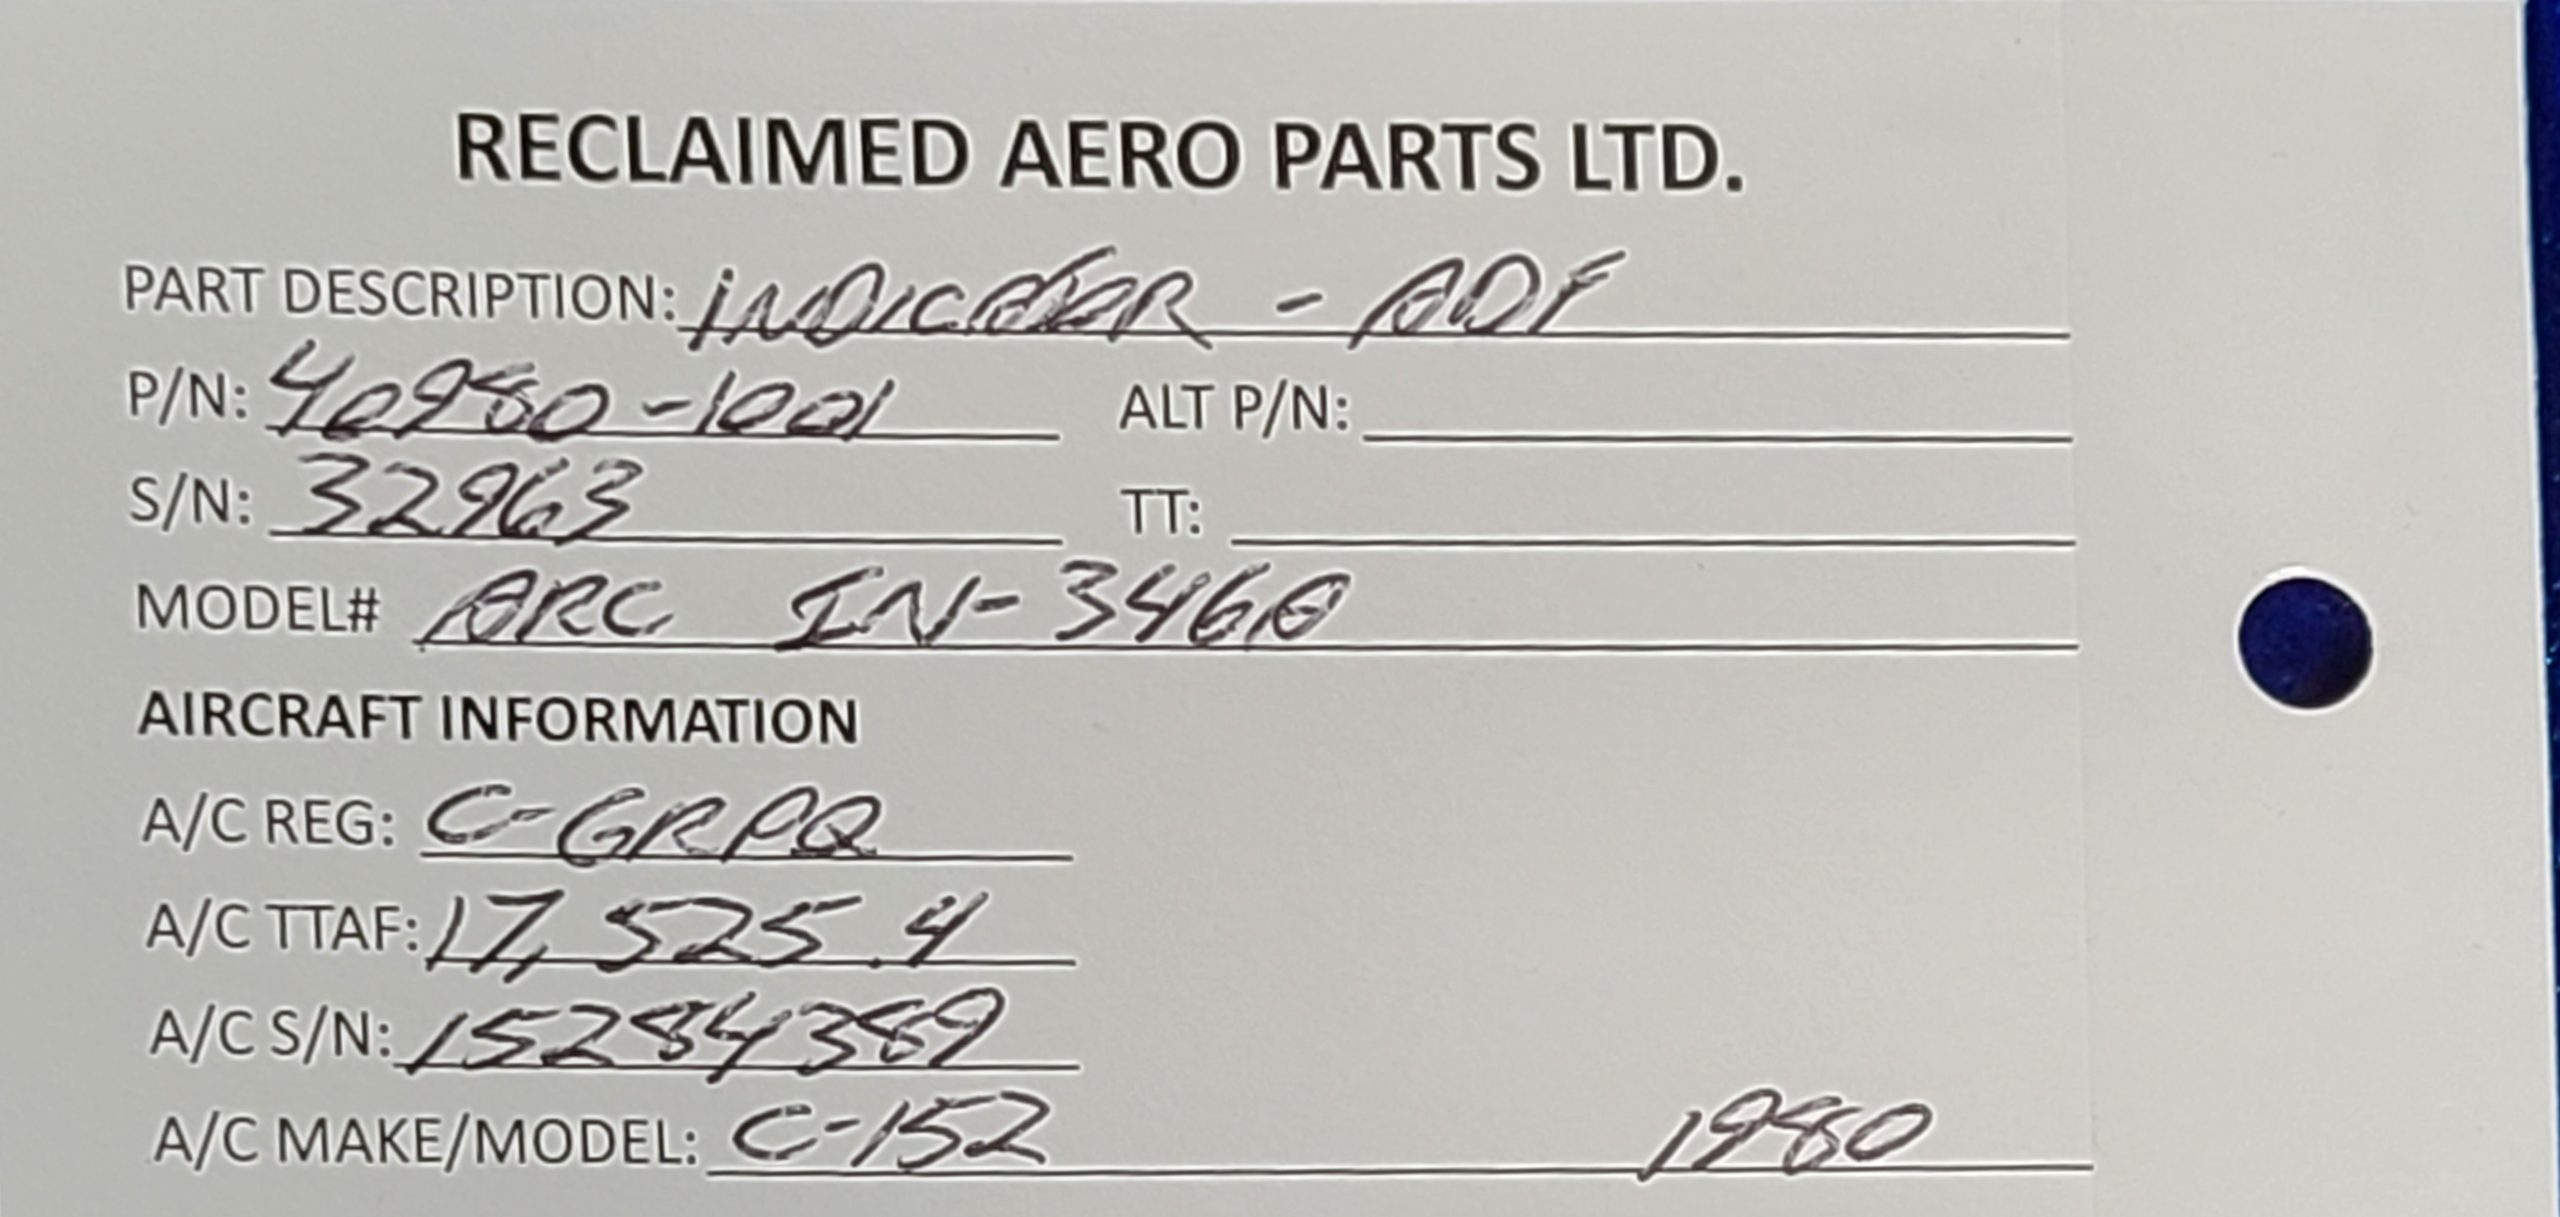 RECLAIMED AERO PARTS LTD.
PART DESCRIPTION: INDICATOR - ADF
P/N: 40980-1001 ALT P/N:
S/N: 32963 TT:
MODEL# ARC IN-346A
AIRCRAFT INFORMATION
A/C REG: C-GRPQ
A/C TTAF: 17,525.4
A/C S/N: 15284389
A/C MAKE/MODEL: C-152 1980